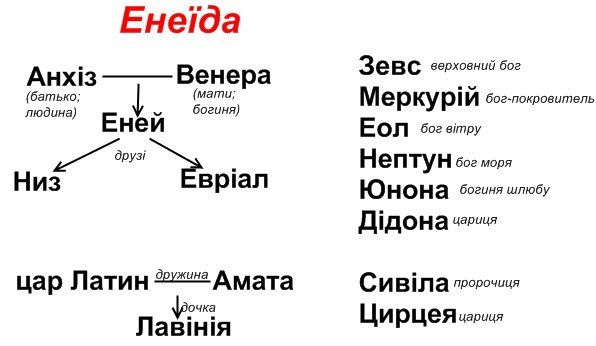 Енеїда
Анхіз
(батько;
людина)
Венера
(мати;
богиня)
Еней
друзі
Низ
Евріал
цар Латин дружина Амата
дочка
Лавінія
Зевс верховний бог
Меркурій бог-покровитель
Еол бог вітру
Нептун бог моря
Юнона богиня шлюбу
Дідона цариця
Сивіла пророчиця
Цирцея цариця